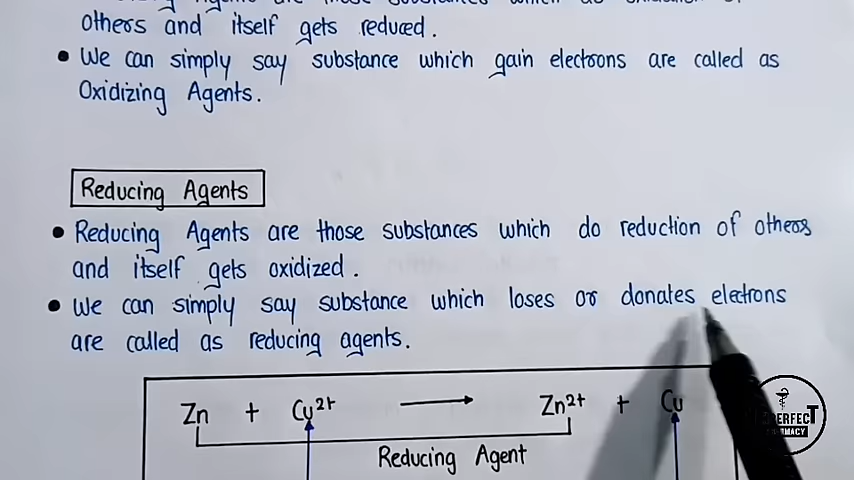 others and itself gets reduced.
• We can simply say substance which gain electrons are called as
Oxidizing Agents.
Reducing Agents
• Reducing Agents are those substances which do reduction of others
and itself gets oxidized.
• We can simply say substance which loses or donates electrons
are called as reducing agents.
Zn + Cu²⁺ → Zn²⁺ + Cu
Reducing Agent
PERFECT
PHARMACY